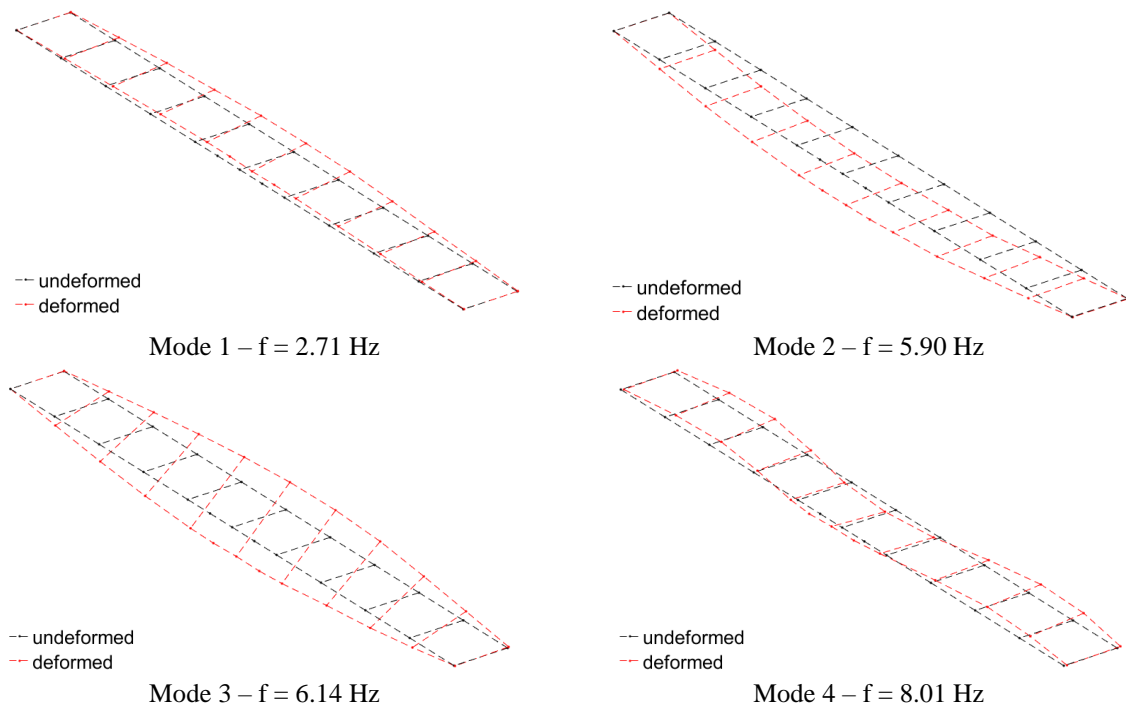 undeformed
deformed
Mode 1 – f = 2.71 Hz
undeformed
deformed
Mode 2 – f = 5.90 Hz
undeformed
deformed
Mode 3 – f = 6.14 Hz
undeformed
deformed
Mode 4 – f = 8.01 Hz